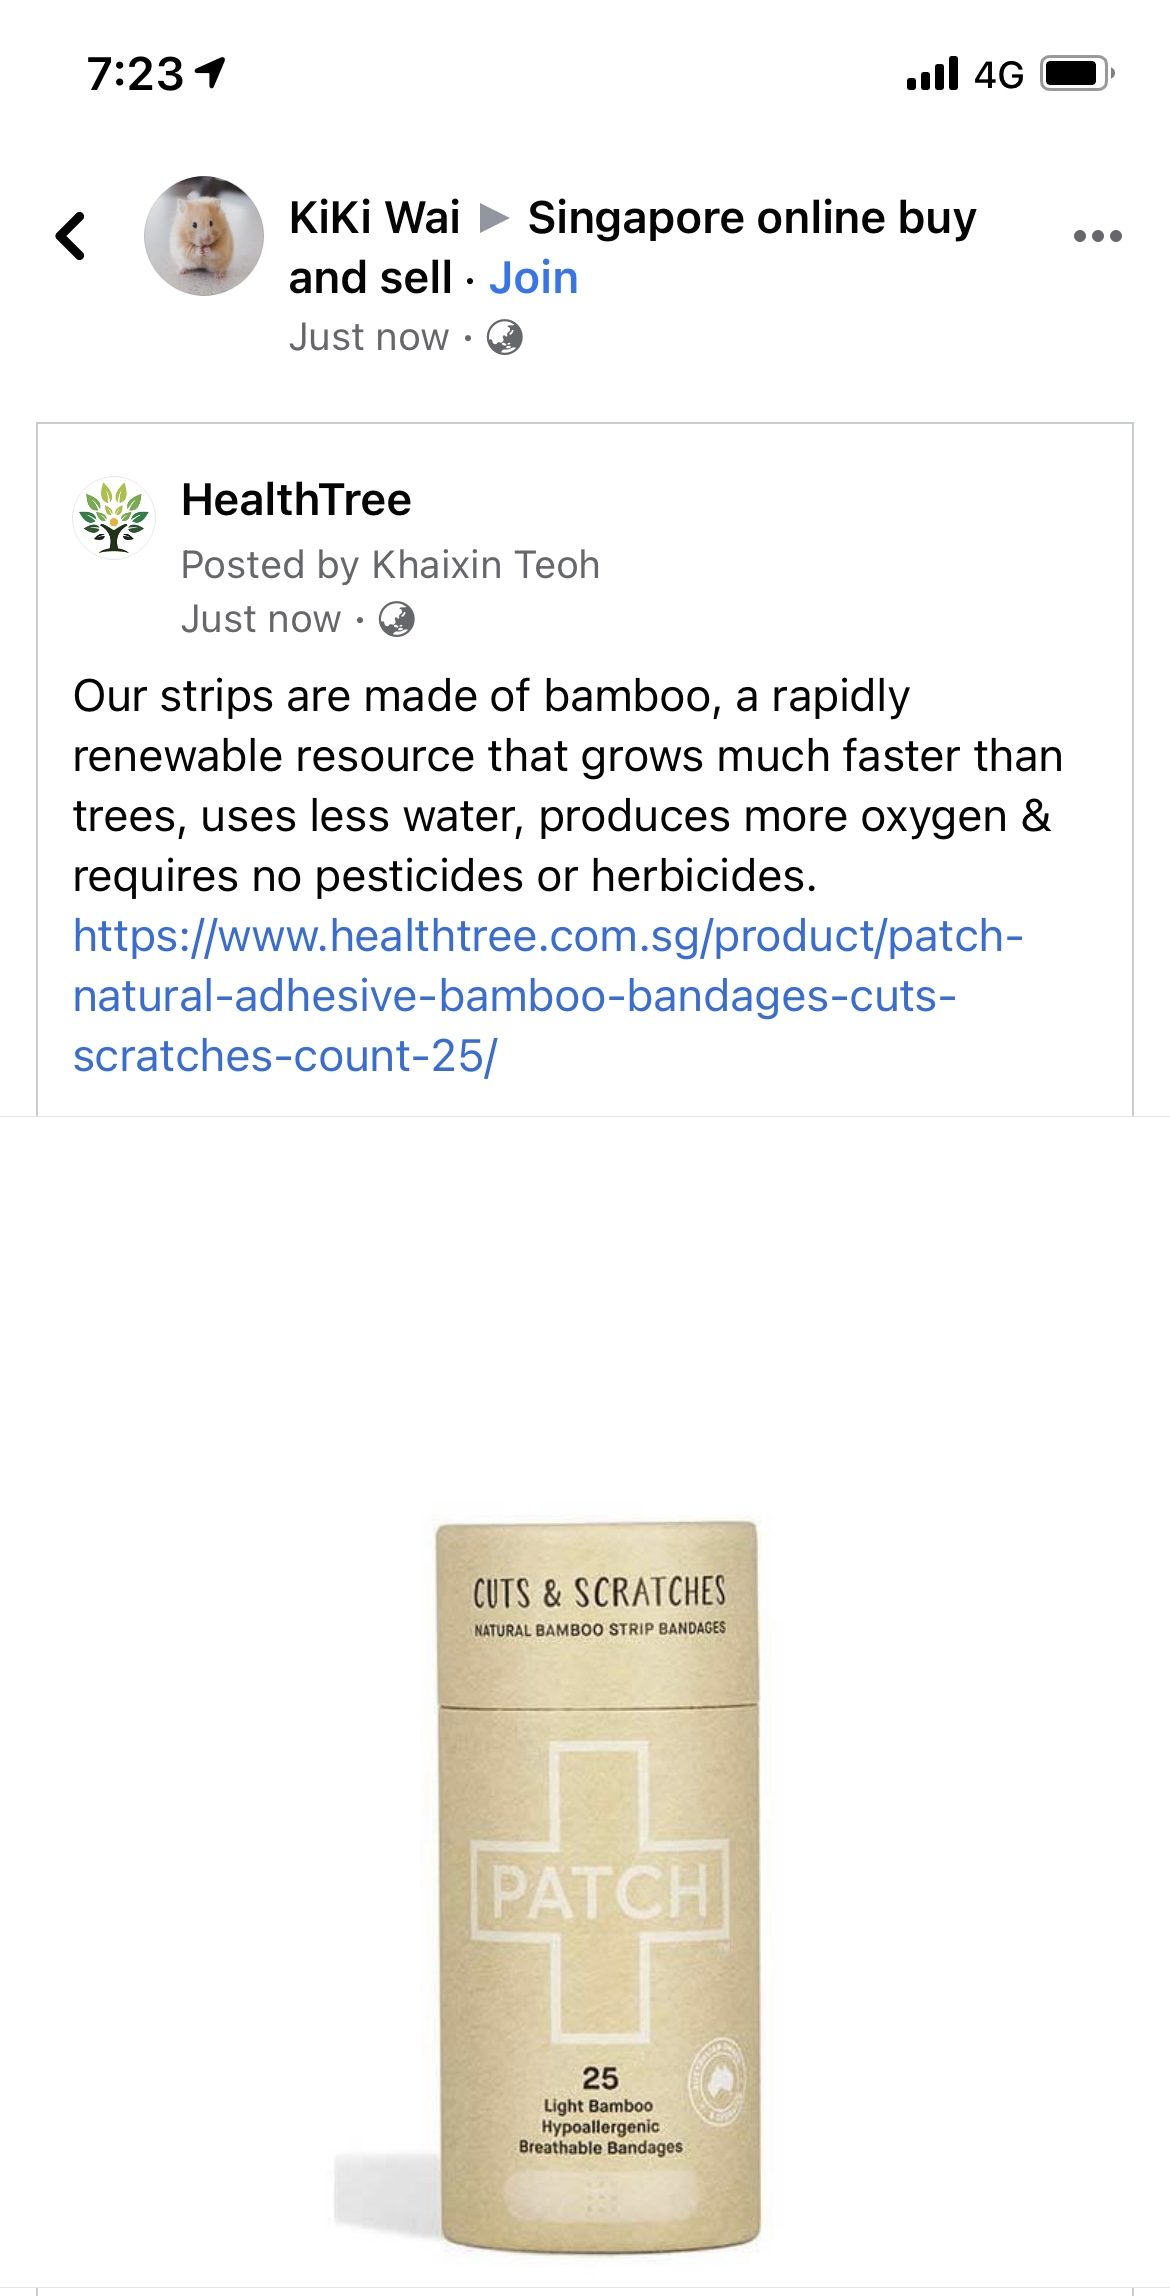 7:23
4G
KiKi Wai ▶ Singapore online buy
and sell · Join
Just now ·
HealthTree
Posted by Khaixin Teoh
Just now ·
Our strips are made of bamboo, a rapidly
renewable resource that grows much faster than
trees, uses less water, produces more oxygen &
requires no pesticides or herbicides.
https://www.healthtree.com.sg/product/patch-
natural-adhesive-bamboo-bandages-cuts-
scratches-count-25/
CUTS & SCRATCHES
NATURAL BAMBOO STRIP BANDAGES
PATCH
TM
25
Light Bamboo
Hypoallergenic
Breathable Bandages